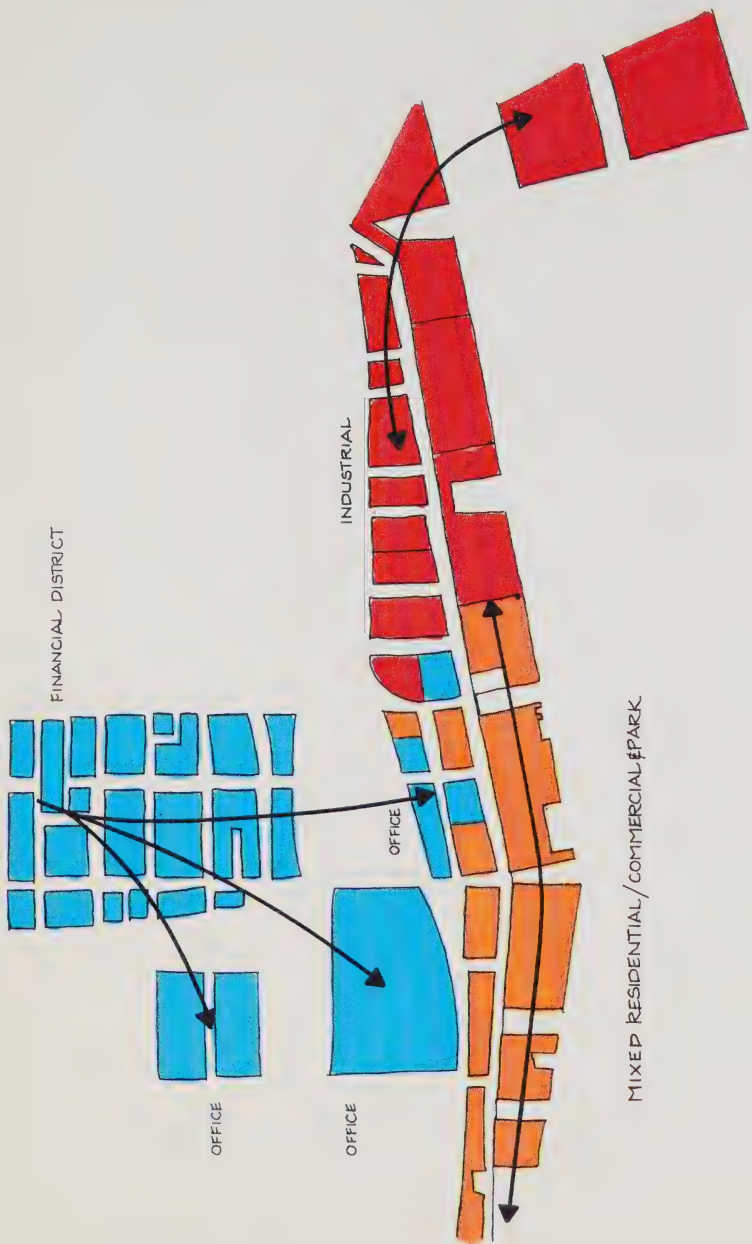 FINANCIAL DISTRICT
INDUSTRIAL
OFFICE
OFFICE
OFFICE
MIXED RESIDENTIAL/COMMERCIAL & PARK